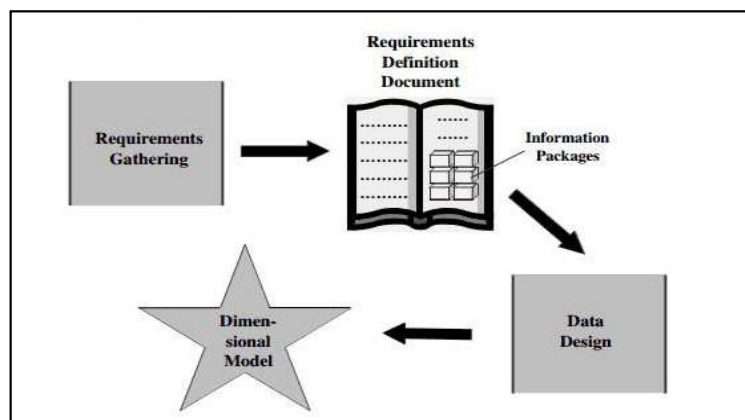 Requirements
Definition
Document
Requirements
Gathering
Information
Packages
Dimen-
sional
Model
Data
Design